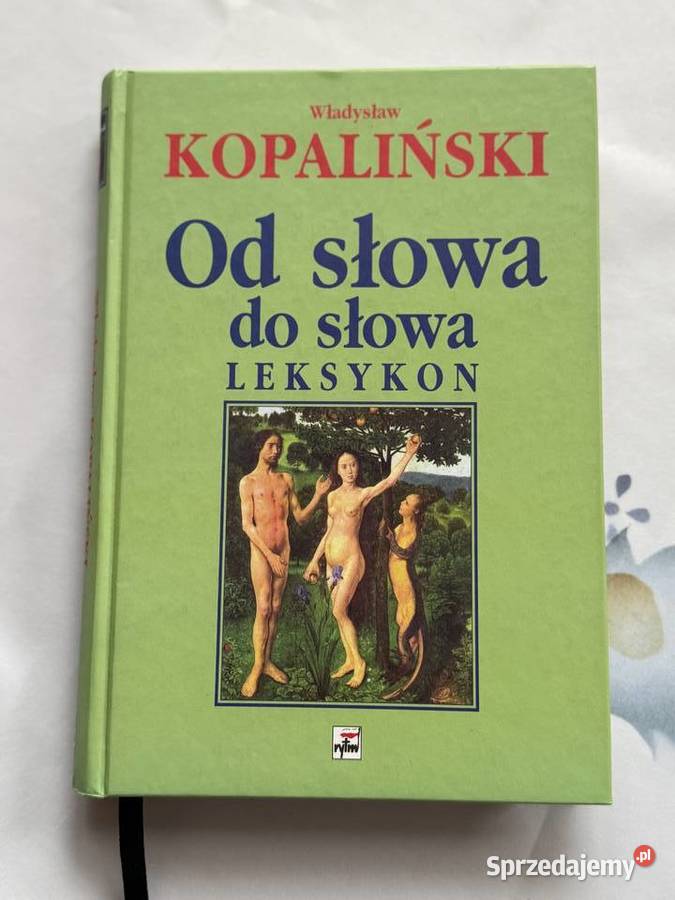 Władysław
KOPALIŃSKI
Od słowa
do słowa
LEKSYKON
rytm
Sprzedajemy.pl